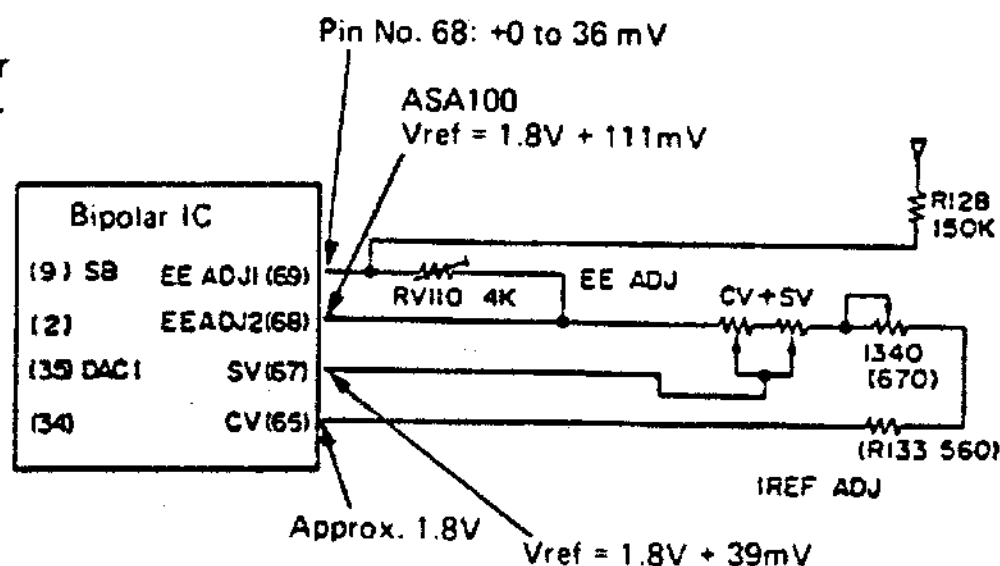 Pin No. 68: +0 to 36 mV
r
ASA100
Vref = 1.8V + 111mV
R128
150K
Bipolar IC
(9) SB EE ADJ1(69)
RV110 4K
EE ADJ
CV+SV
(2) EEADJ2(68)
1340
(670)
(35) DAC1 SV(67)
(34) CV(65)
(R133 560)
IREF ADJ
Approx. 1.8V
Vref = 1.8V + 39mV